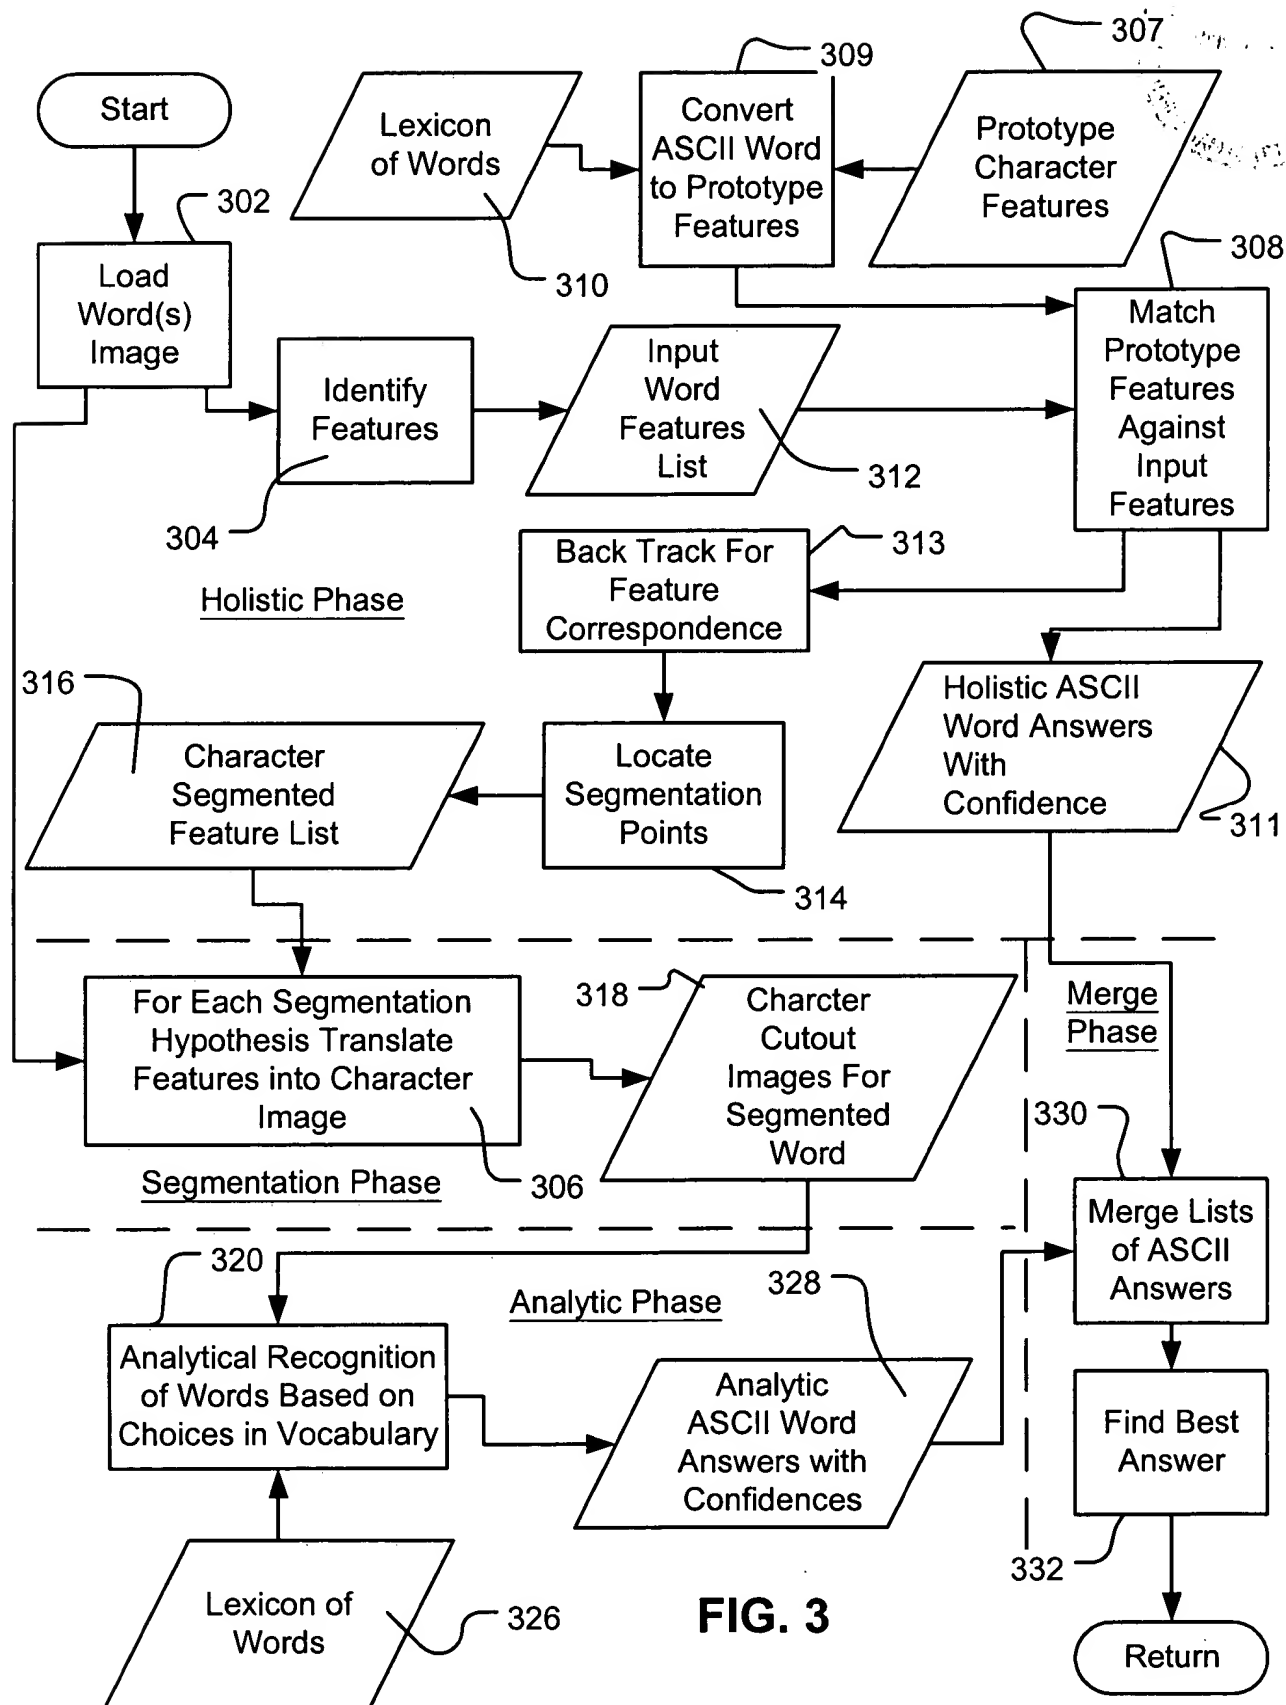 307
309
Start
Lexicon
of Words
Convert
ASCII Word
to Prototype
Features
Prototype
Character
Features
302
310
308
Load
Word(s)
Image
Match
Prototype
Features
Against
Input
Features
Identify
Features
Input
Word
Features
List
312
304
313
Back Track For
Feature
Correspondence
Holistic Phase
316
Holistic ASCII
Word Answers
With
Confidence
Character
Segmented
Feature List
Locate
Segmentation
Points
311
314
318
For Each Segmentation
Hypothesis Translate
Features into Character
Image
Charcter
Cutout
Images For
Segmented
Word
Merge
Phase
330
Segmentation Phase
306
Merge Lists
of ASCII
Answers
320
328
Analytic Phase
Analytical Recognition
of Words Based on
Choices in Vocabulary
Analytic
ASCII Word
Answers with
Confidences
Find Best
Answer
332
Lexicon of
Words
326
FIG. 3
Return